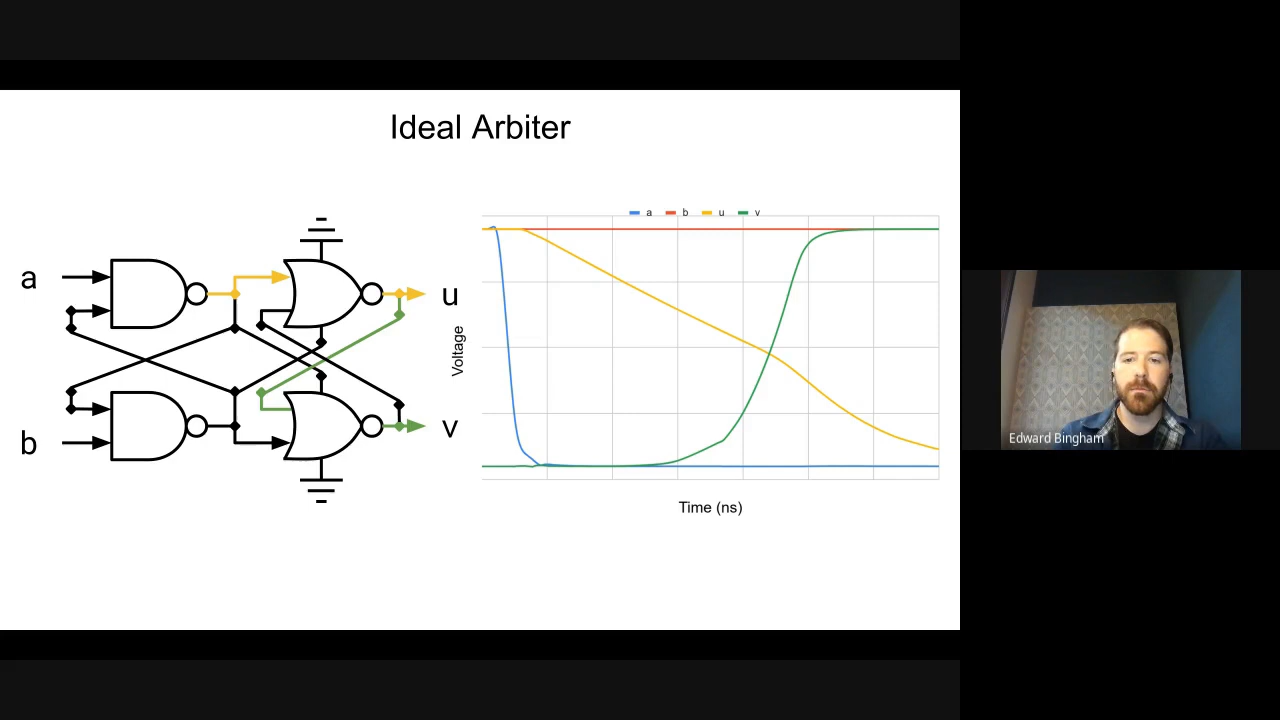 Ideal Arbiter
a
b
u
v
a b u v
Voltage
Time (ns)
Edward Bingham